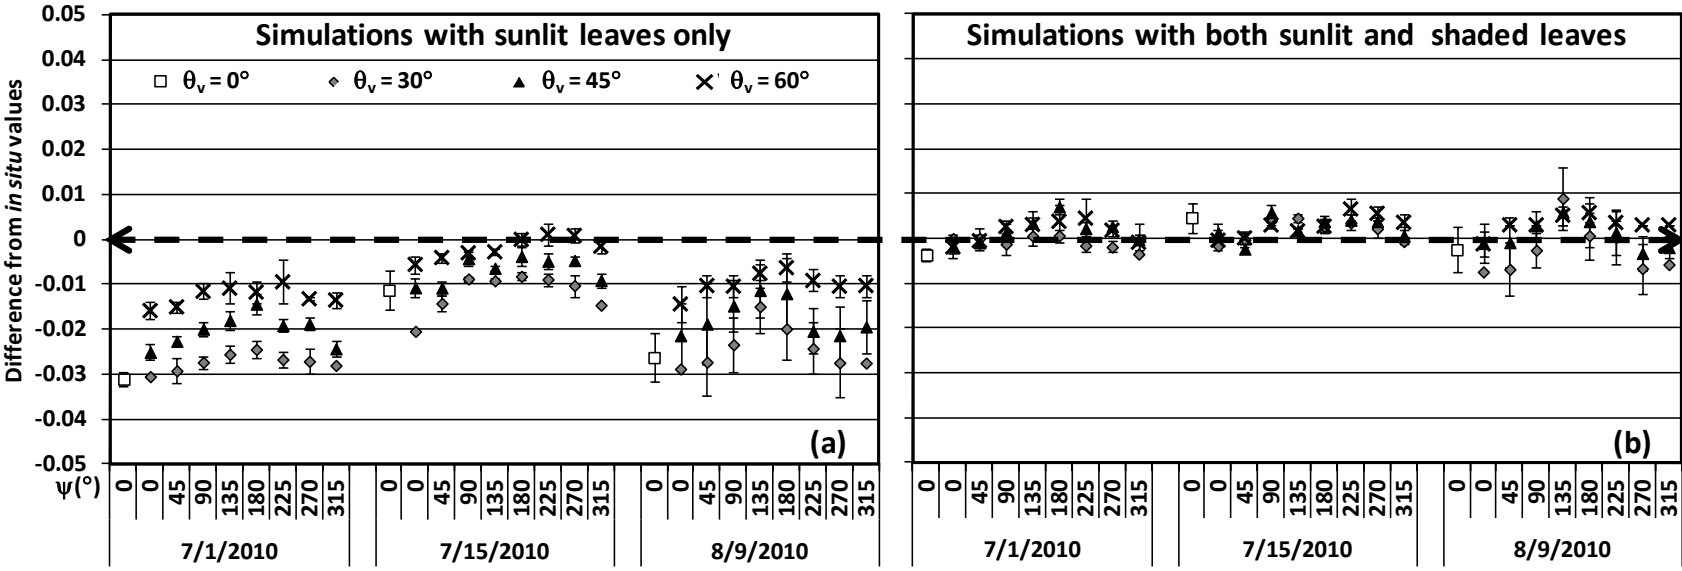 Difference from in situ values
0.05
0.04
0.03
0.02
0.01
0
-0.01
-0.02
-0.03
-0.04
-0.05
Simulations with sunlit leaves only
θv = 0° θv = 30° θv = 45° θv = 60°
(a)
ψ(°) 0 0 45 90 135 180 225 270 315 0 0 45 90 135 180 225 270 315 0 0 45 90 135 180 225 270 315
7/1/2010 7/15/2010 8/9/2010
Simulations with both sunlit and shaded leaves
(b)
0 0 45 90 135 180 225 270 315 0 0 45 90 135 180 225 270 315 0 0 45 90 135 180 225 270 315
7/1/2010 7/15/2010 8/9/2010